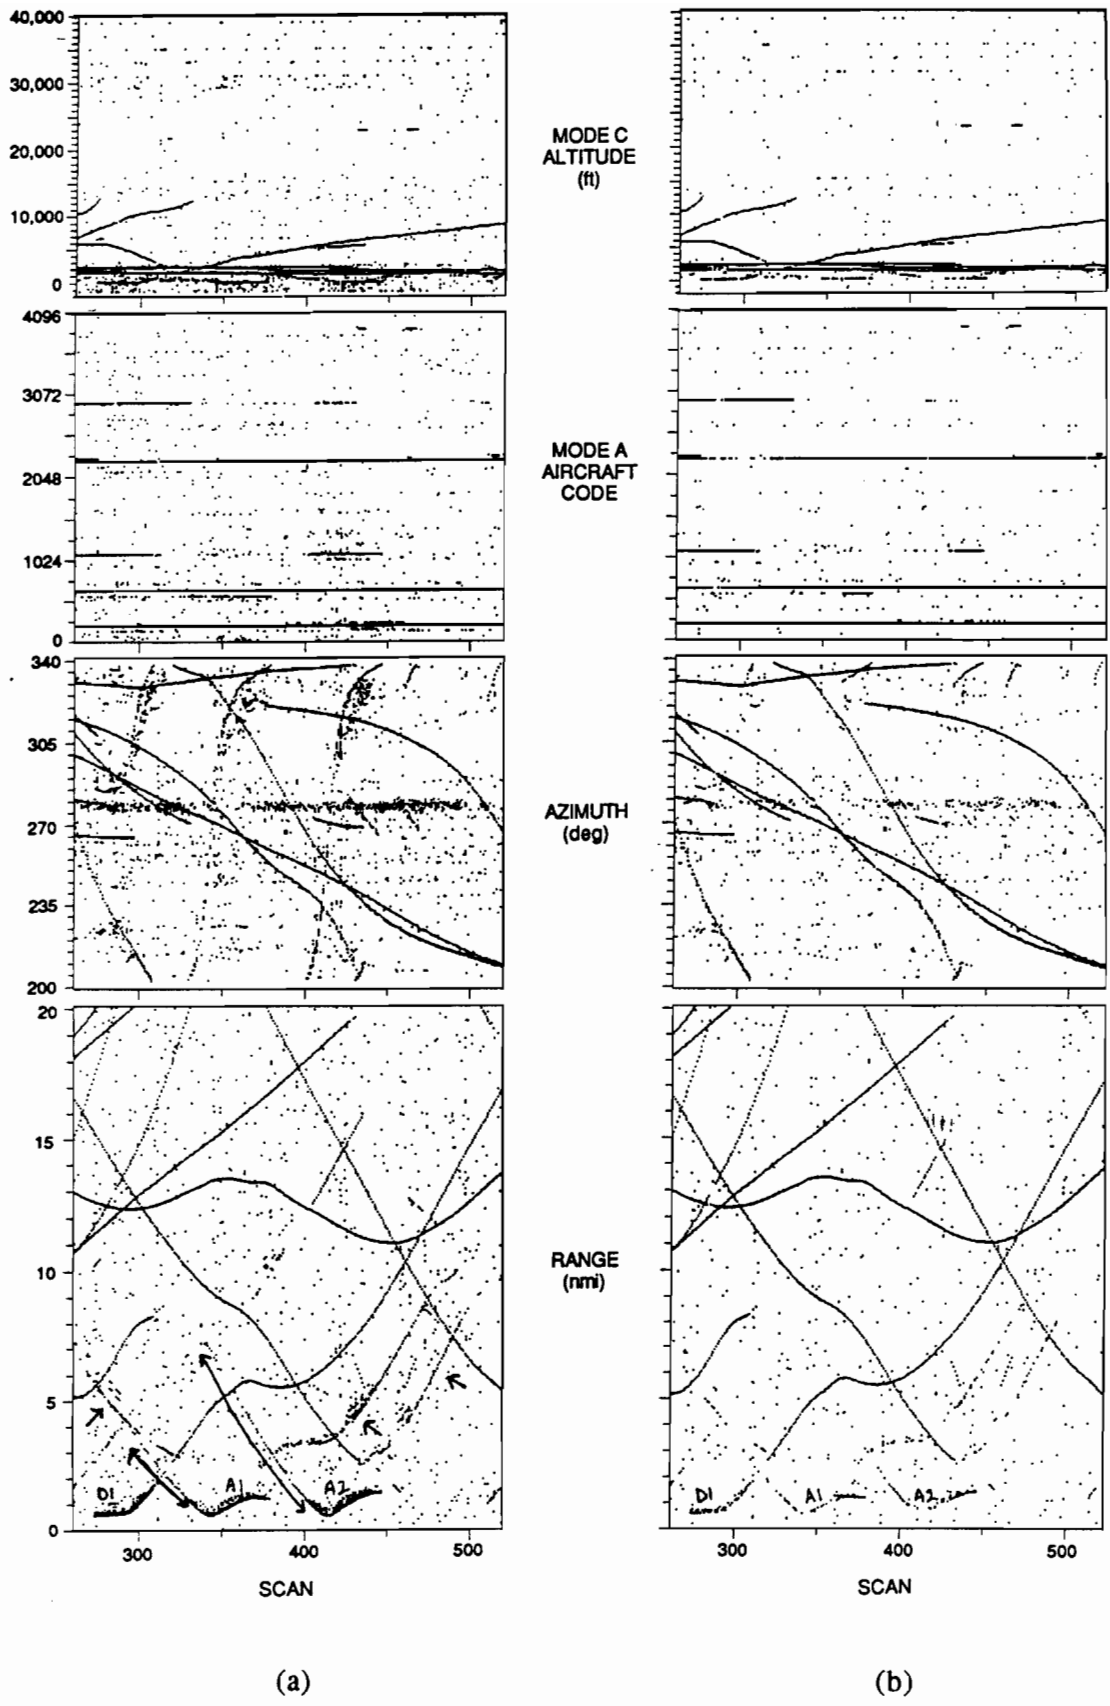 40,000
30,000
20,000
10,000
0
MODE C
ALTITUDE
(ft)
4096
3072
2048
1024
0
MODE A
AIRCRAFT
CODE
340
305
270
235
200
AZIMUTH
(deg)
20
15
10
5
0
RANGE
(nmi)
D1
A1
A2
D1
A1
A2
300
400
500
300
400
500
SCAN
SCAN
(a)
(b)